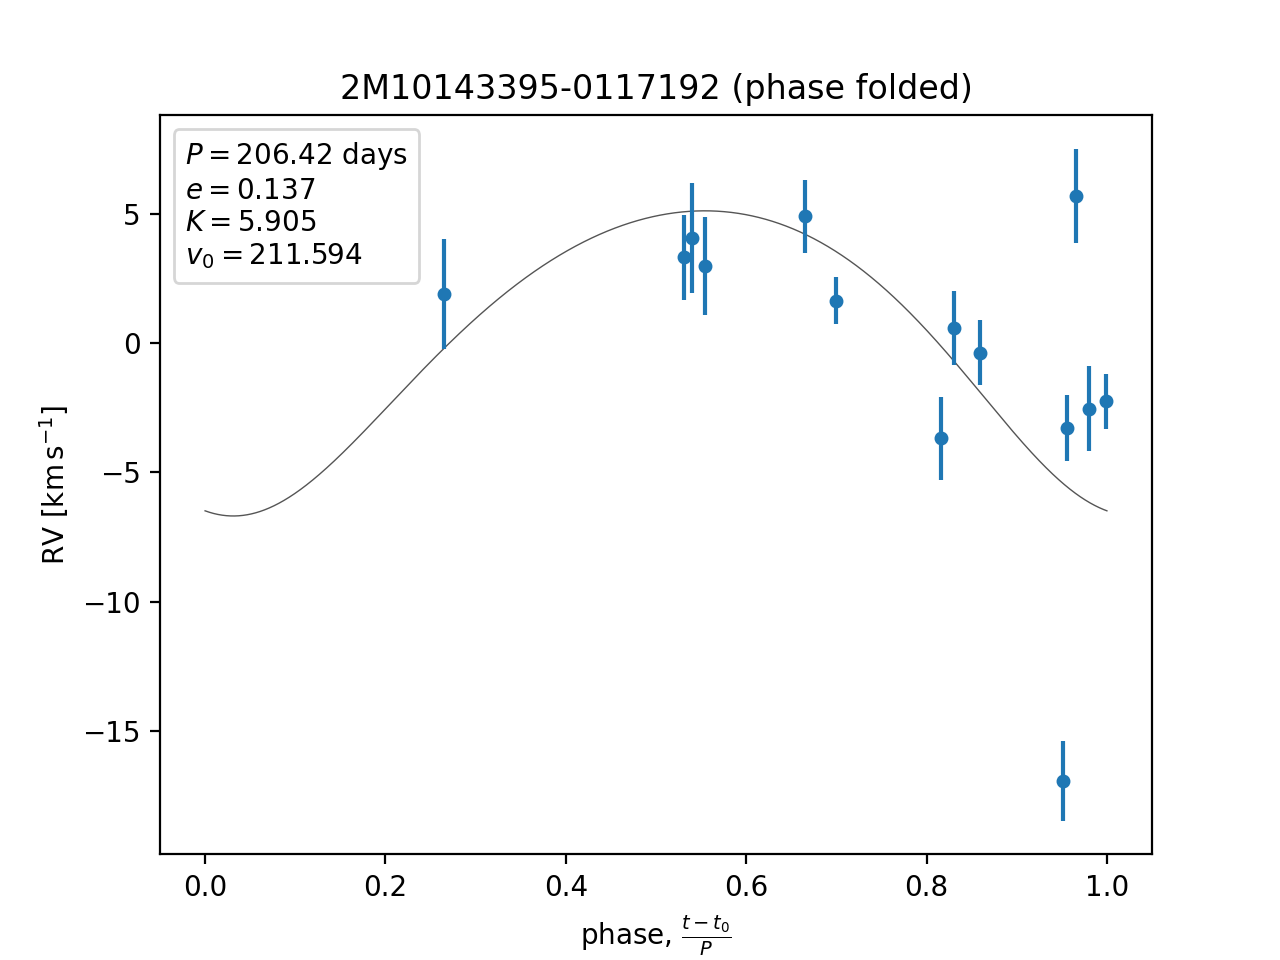 2M10143395-0117192 (phase folded)
P = 206.42 days
e = 0.137
K = 5.905
v₀ = 211.594
RV [km s⁻¹]
5
0
−5
−10
−15
0.0 0.2 0.4 0.6 0.8 1.0
phase, (t − t₀)/P